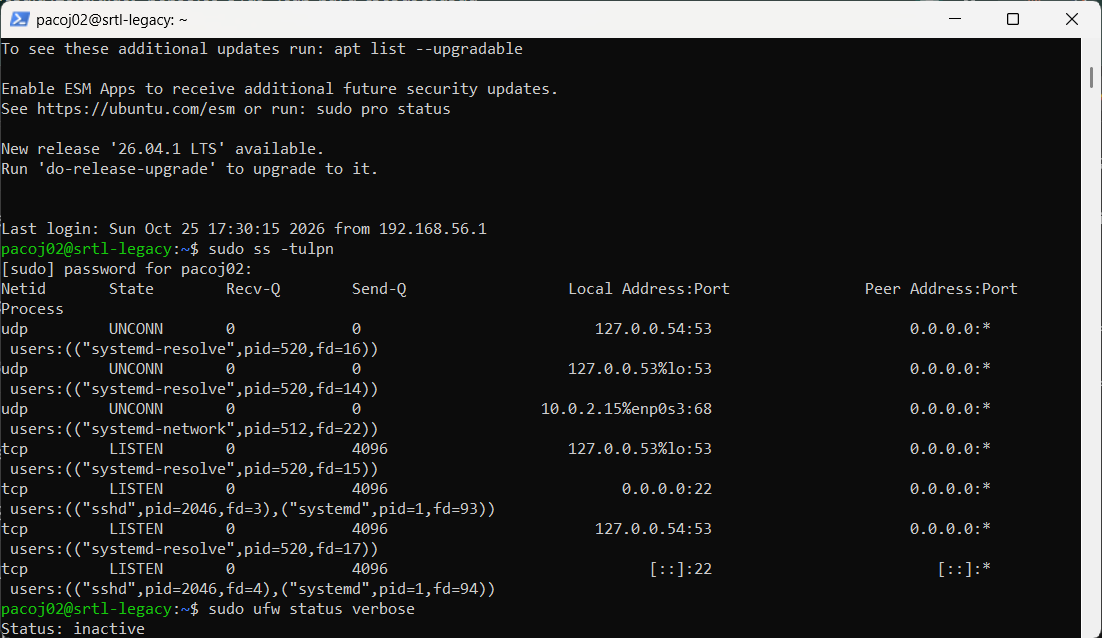 pacoj02@srtl-legacy: ~
To see these additional updates run: apt list --upgradable
Enable ESM Apps to receive additional future security updates.
See https://ubuntu.com/esm or run: sudo pro status
New release '26.04.1 LTS' available.
Run 'do-release-upgrade' to upgrade to it.
Last login: Sun Oct 25 17:30:15 2026 from 192.168.56.1
pacoj02@srtl-legacy:~$ sudo ss -tulpn
[sudo] password for pacoj02:
Netid State Recv-Q Send-Q Local Address:Port Peer Address:Port
Process
udp UNCONN 0 0 127.0.0.54:53 0.0.0.0:*
users:(("systemd-resolve",pid=520,fd=16))
udp UNCONN 0 0 127.0.0.53%lo:53 0.0.0.0:*
users:(("systemd-resolve",pid=520,fd=14))
udp UNCONN 0 0 10.0.2.15%enp0s3:68 0.0.0.0:*
users:(("systemd-network",pid=512,fd=22))
tcp LISTEN 0 4096 127.0.0.53%lo:53 0.0.0.0:*
users:(("systemd-resolve",pid=520,fd=15))
tcp LISTEN 0 4096 0.0.0.0:22 0.0.0.0:*
users:(("sshd",pid=2046,fd=3),("systemd",pid=1,fd=93))
tcp LISTEN 0 4096 127.0.0.54:53 0.0.0.0:*
users:(("systemd-resolve",pid=520,fd=17))
tcp LISTEN 0 4096 [::]:22 [::]:*
users:(("sshd",pid=2046,fd=4),("systemd",pid=1,fd=94))
pacoj02@srtl-legacy:~$ sudo ufw status verbose
Status: inactive